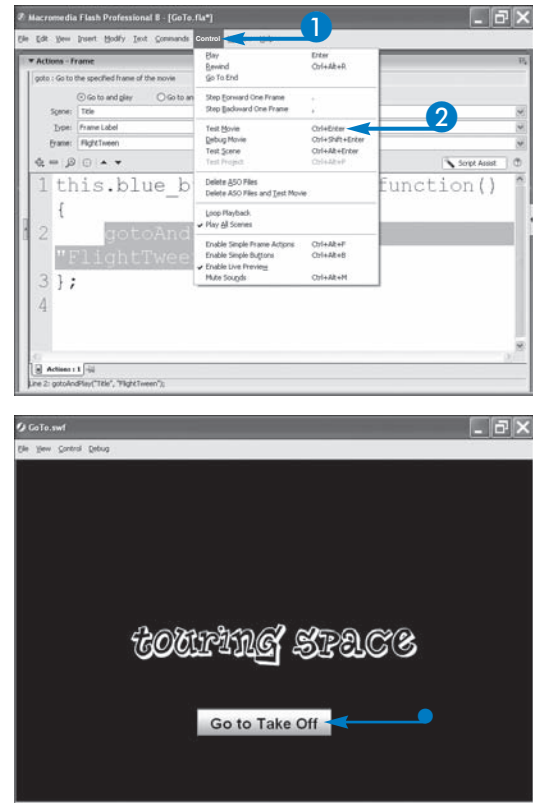 Macromedia Flash Professional 8 - [GoTo.fla*]
File Edit View Insert Modify Text Commands Control Help
1
Actions - Frame
goto : Go to the specified frame of the movie
Go to and play Go to an
Scene: Title
Type: Frame Label
Frame: FlightTween
Script Assist
Play Enter
Rewind Ctrl+Alt+R
Go To End
Step Forward One Frame .
Step Backward One Frame ,
Test Movie Ctrl+Enter
2
Debug Movie Ctrl+Shift+Enter
Test Scene Ctrl+Alt+Enter
Test Project Ctrl+Alt+P
Delete ASO Files
Delete ASO Files and Test Movie
Loop Playback
Play All Scenes
Enable Simple Frame Actions Ctrl+Alt+F
Enable Simple Buttons Ctrl+Alt+B
Enable Live Preview
Mute Sounds Ctrl+Alt+M
1 this.blue_b function()
{
2 gotoAnd
"FlightTwee
3 };
4
Actions : 1
Line 2: gotoAndPlay("Title", "FlightTween");
GoTo.swf
File View Control Debug
touring space
Go to Take Off